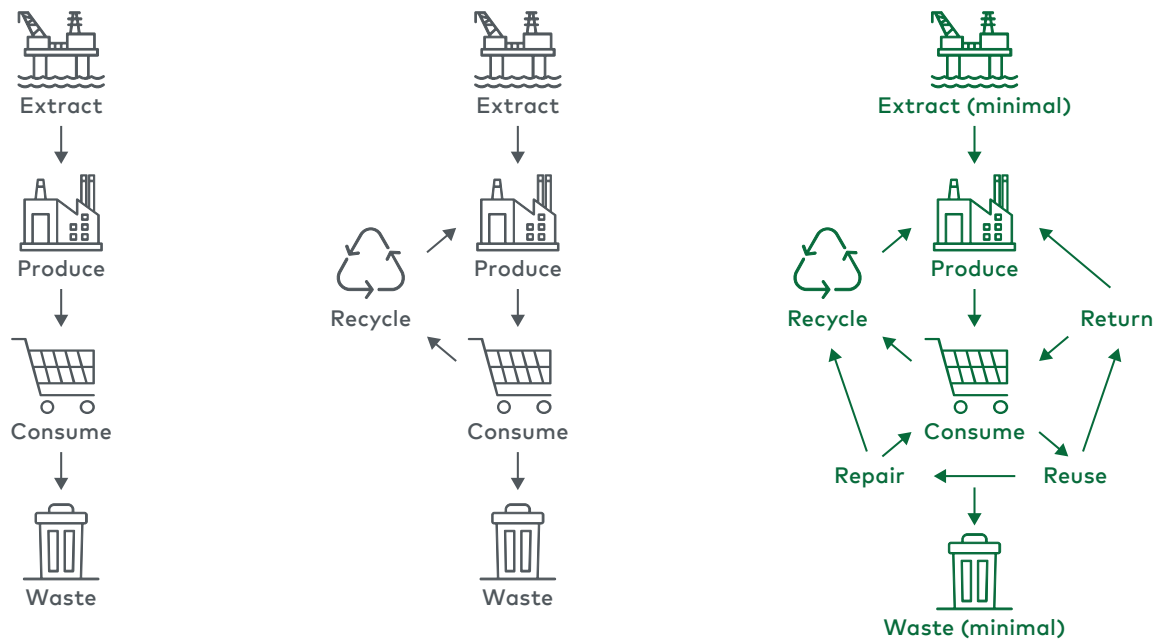 Extract
Produce
Consume
Waste
Extract
Produce
Recycle
Consume
Waste
Extract (minimal)
Produce
Recycle
Return
Consume
Repair
Reuse
Waste (minimal)